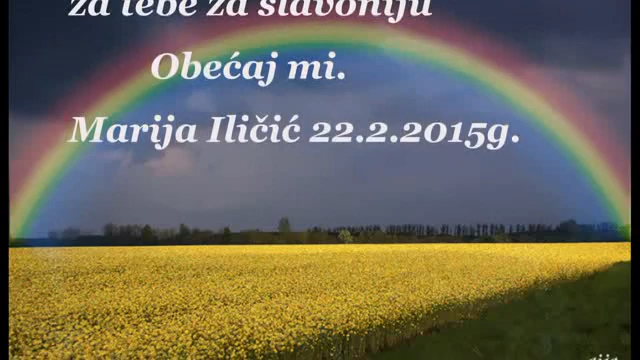 za tebe za slavoniju
Obećaj mi.
Marija Iličić 22.2.2015g.